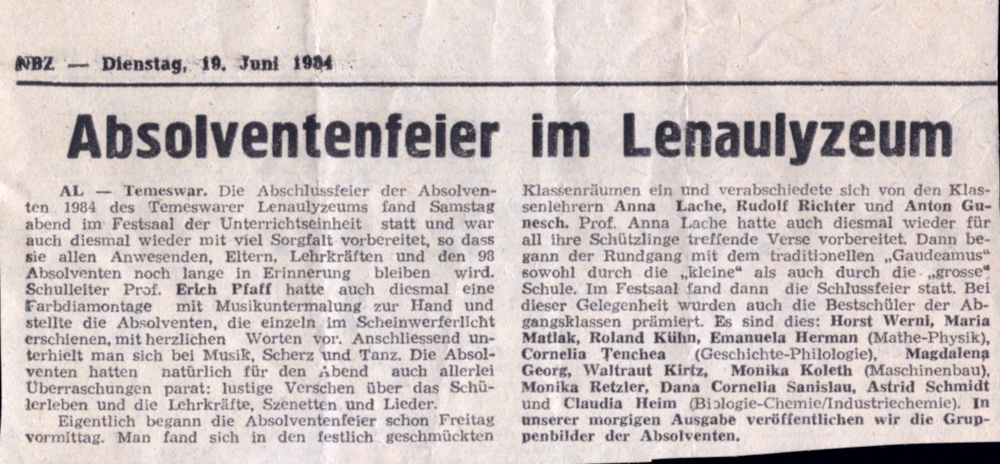 NBZ — Dienstag, 19. Juni 1984
Absolventenfeier im Lenaulyzeum
AL — Temeswar. Die Abschlussfeier der Absolven-
ten 1984 des Temeswarer Lenaulyzeums fand Samstag
abend im Festsaal der Unterrichtseinheit statt und war
auch diesmal wieder mit viel Sorgfalt vorbereitet, so dass
sie allen Anwesenden, Eltern, Lehrkräften und den 98
Absolventen noch lange in Erinnerung bleiben wird.
Schulleiter Prof. Erich Pfaff hatte auch diesmal eine
Farbdiamontage mit Musikuntermalung zur Hand und
stellte die Absolventen, die einzeln im Scheinwerferlicht
erschienen, mit herzlichen Worten vor. Anschliessend un-
terhielt man sich bei Musik, Scherz und Tanz. Die Absol-
venten hatten natürlich für den Abend auch allerlei
Überraschungen parat: lustige Verschen über das Schü-
lerleben und die Lehrkräfte, Szenetten und Lieder.
Eigentlich begann die Absolventenfeier schon Freitag
vormittag. Man fand sich in den festlich geschmückten
Klassenräumen ein und verabschiedete sich von den Klas-
senlehrern Anna Lache, Rudolf Richter und Anton Gu-
nesch. Prof. Anna Lache hatte auch diesmal wieder für
all ihre Schützlinge treffende Verse vorbereitet. Dann be-
gann der Rundgang mit dem traditionellen „Gaudeamus"
sowohl durch die „kleine" als auch durch die „grosse"
Schule. Im Festsaal fand dann die Schlussfeier statt. Bei
dieser Gelegenheit wurden auch die Bestschüler der Ab-
gangsklassen prämiert. Es sind dies: Horst Werni, Maria
Matlak, Roland Kühn, Emanuela Herman (Mathe-Physik),
Cornelia Tenchea (Geschichte-Philologie), Magdalena
Georg, Waltraut Kirtz, Monika Koleth (Maschinenbau),
Monika Retzler, Dana Cornelia Sanislau, Astrid Schmidt
und Claudia Heim (Biologie-Chemie/Industriechemie). In
unserer morgigen Ausgabe veröffentlichen wir die Grup-
penbilder der Absolventen.